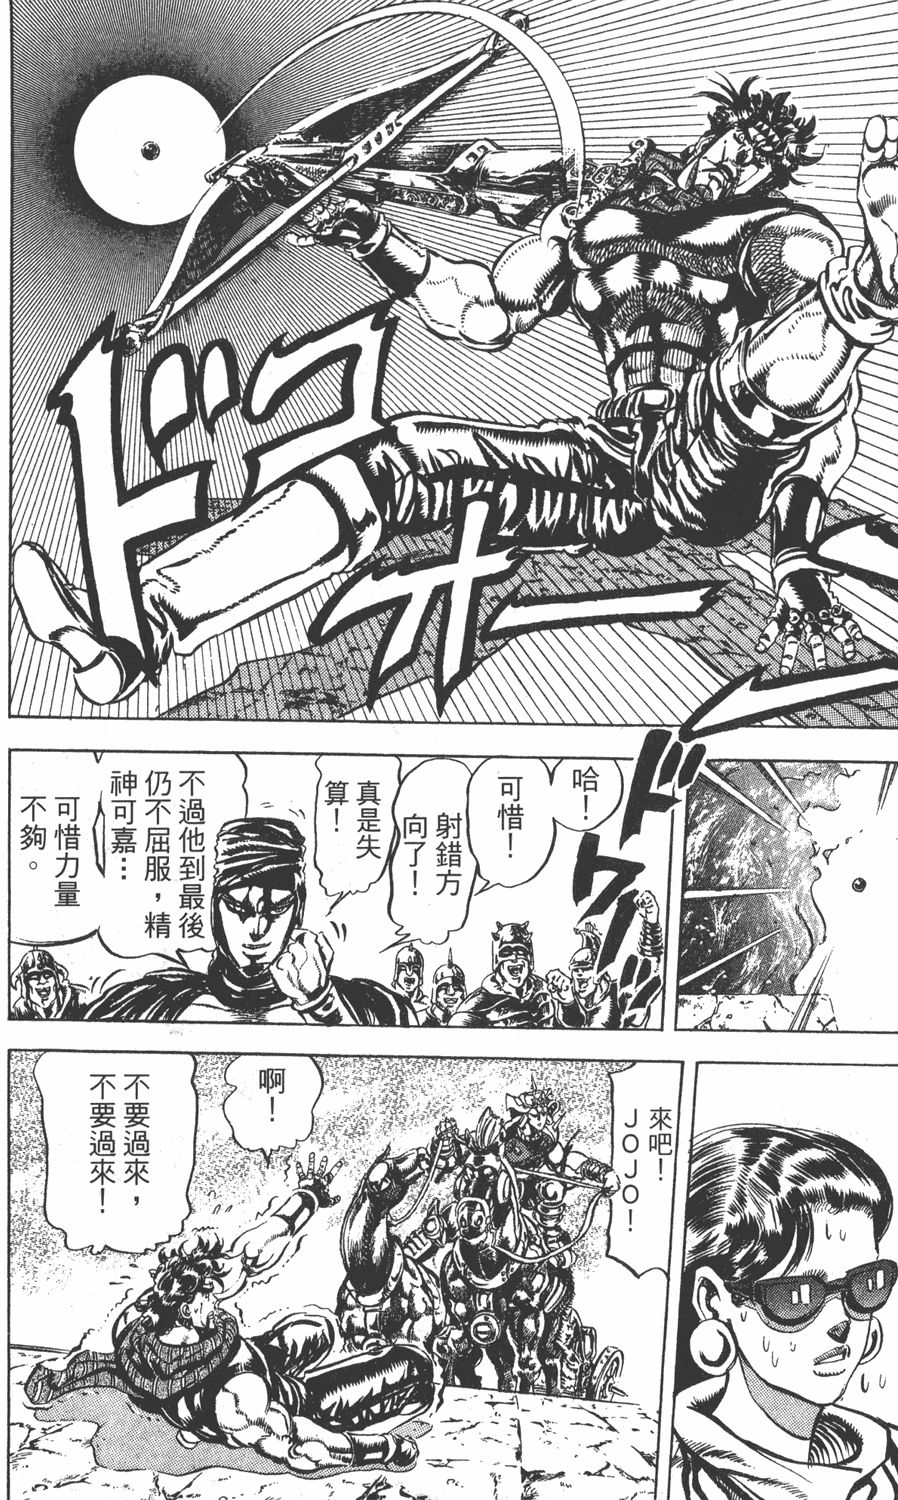 ドゴオー
ドグオ
哈！
可惜！
射錯方
向了！
真是失
算！
不過他到最後
仍不屈服，精
神可嘉…
可惜力量
不夠。
來吧！
JOJO！
啊！
不要過來，
不要過來！